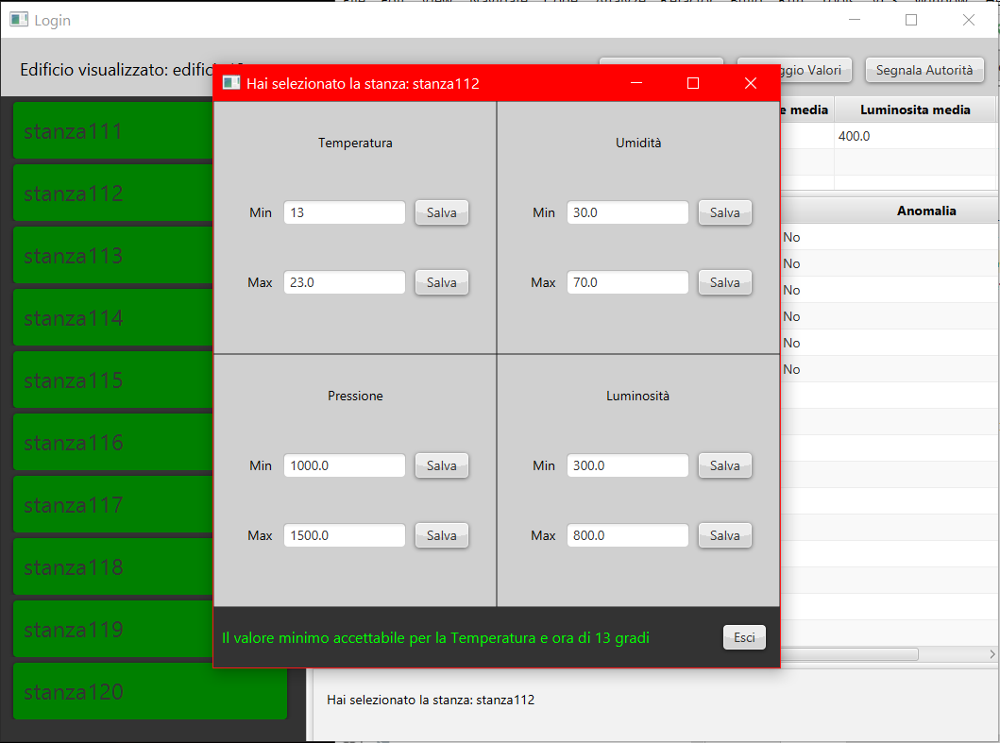 Login
Edificio visualizzato:
ggio Valori
Segnala Autorità
Hai selezionato la stanza: stanza112
stanza111
stanza112
stanza113
stanza114
stanza115
stanza116
stanza117
stanza118
stanza119
stanza120
Temperatura
Min 13 Salva
Max 23.0 Salva
Umidità
Min 30.0 Salva
Max 70.0 Salva
Pressione
Min 1000.0 Salva
Max 1500.0 Salva
Luminosità
Min 300.0 Salva
Max 800.0 Salva
Il valore minimo accettabile per la Temperatura e ora di 13 gradi
Esci
e media
Luminosita media
400.0
Anomalia
No
No
No
No
No
No
Hai selezionato la stanza: stanza112